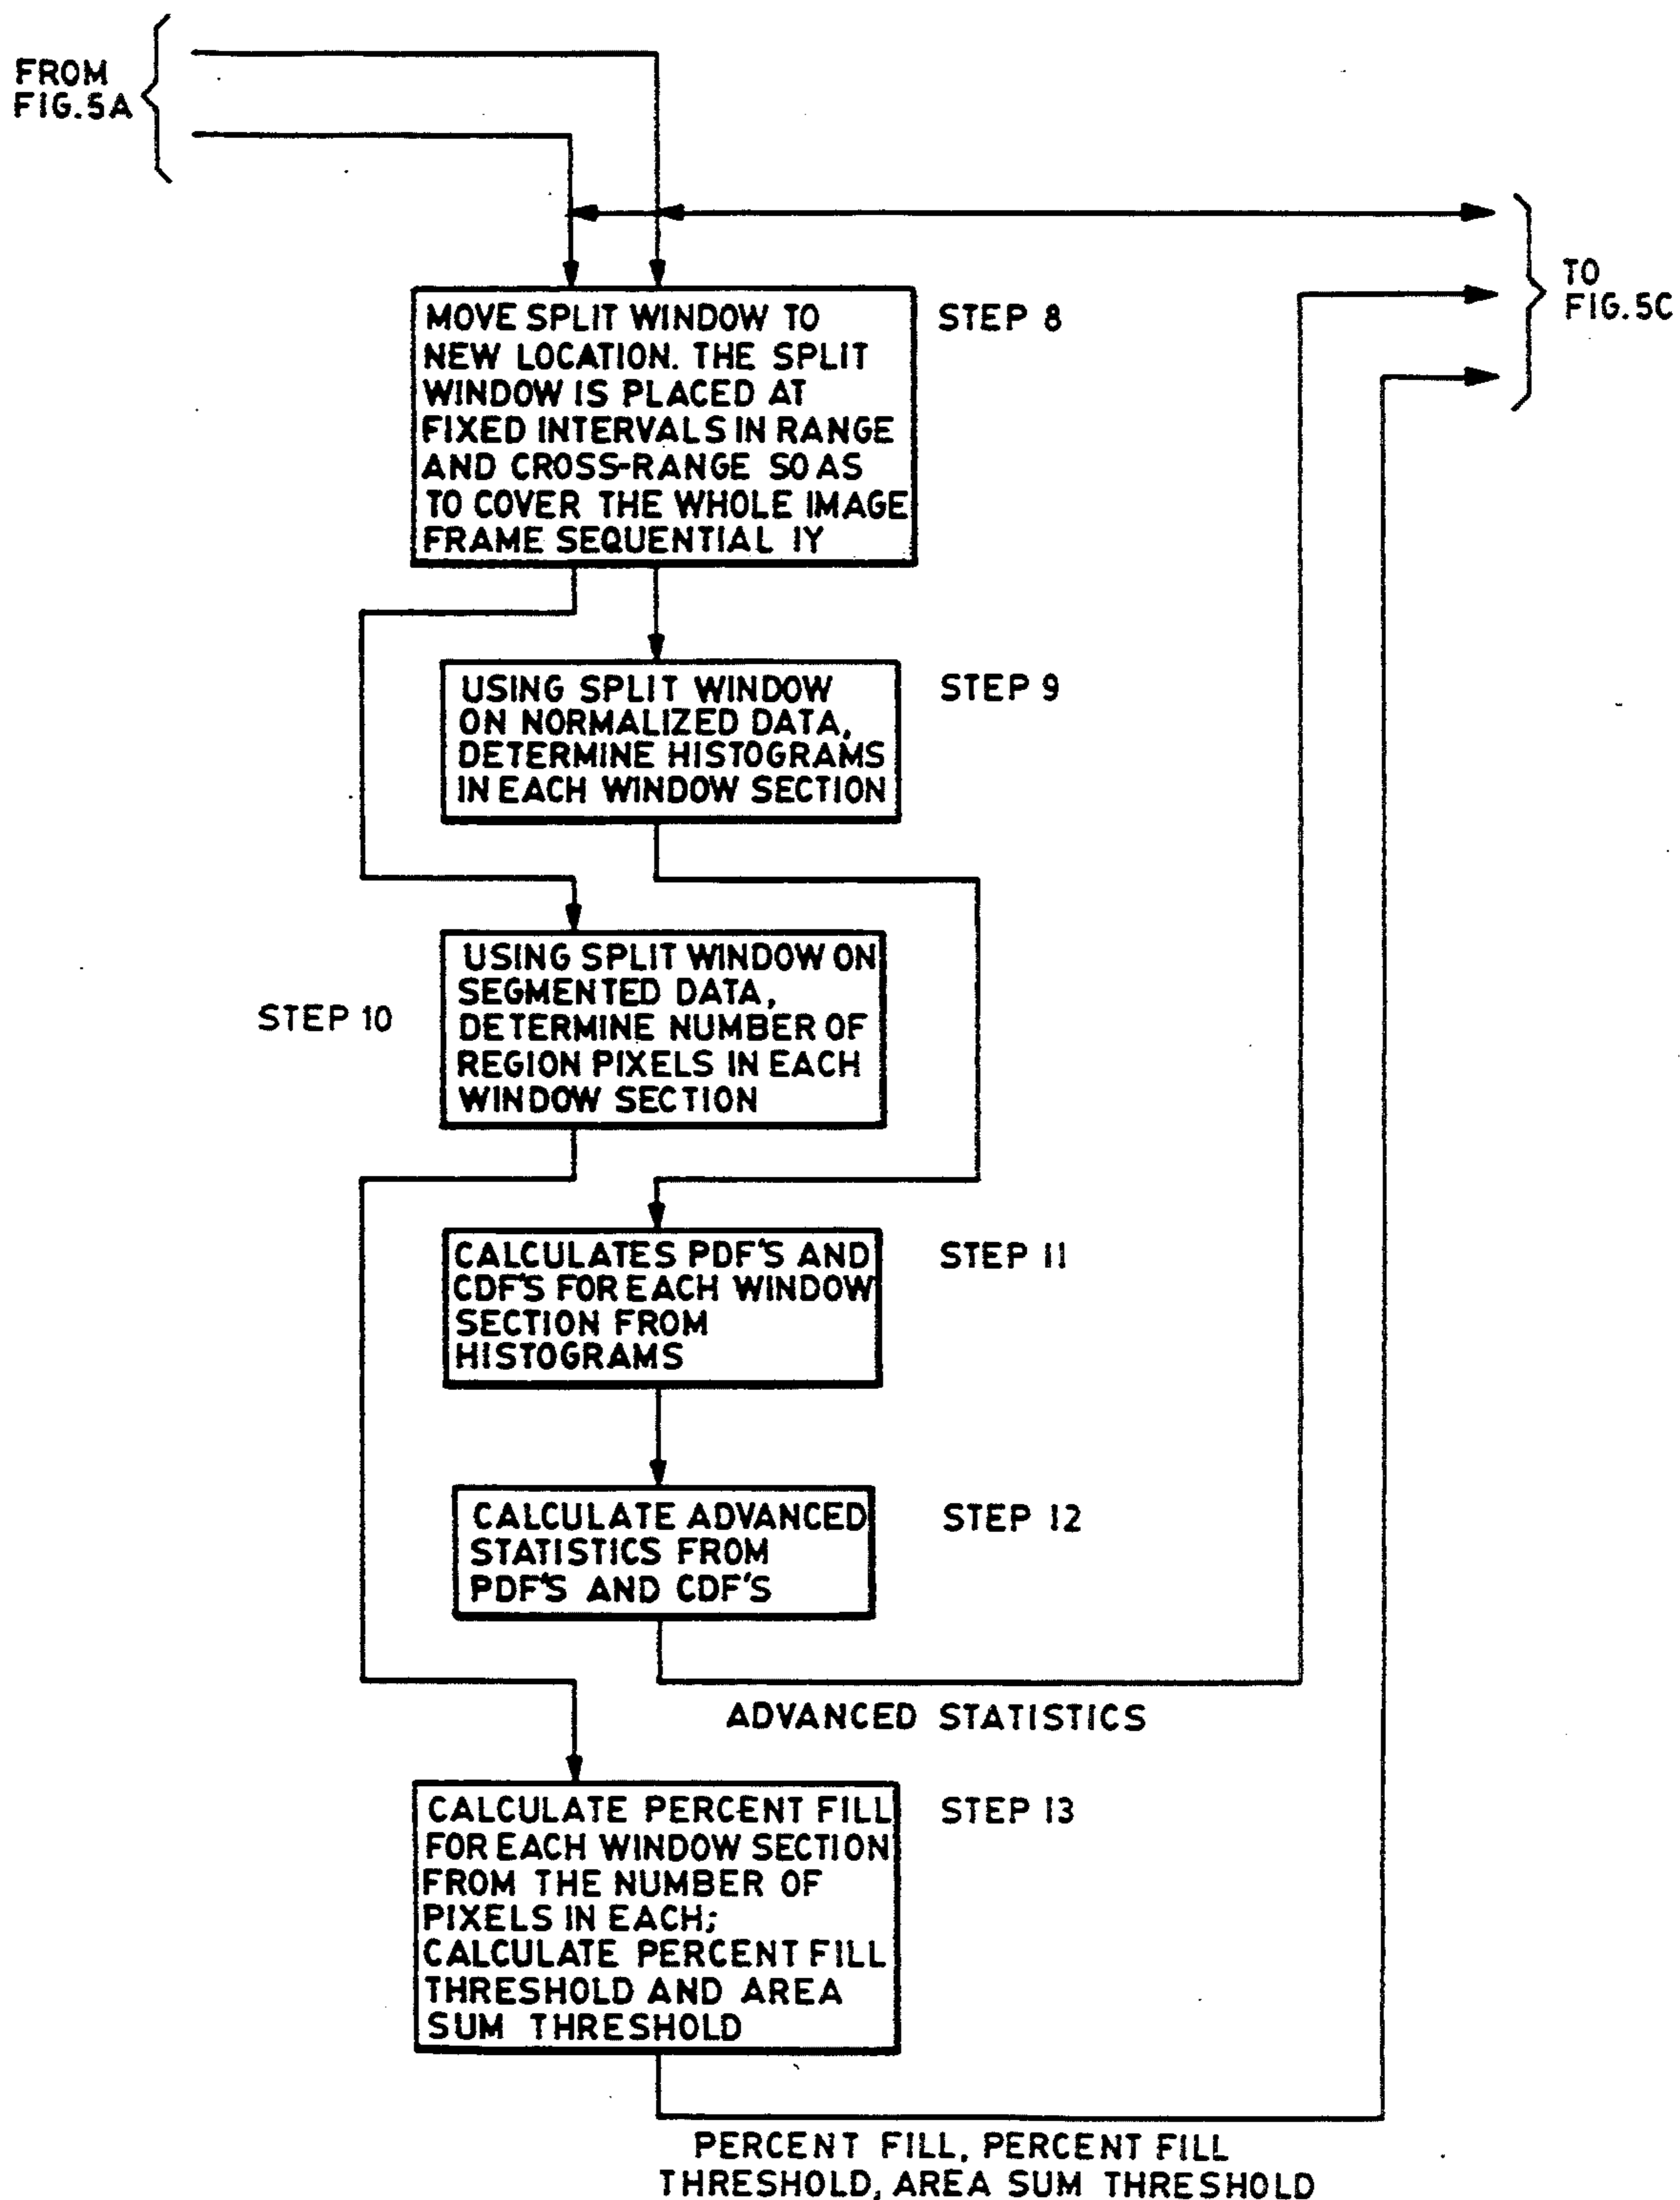 FROM
FIG.5A
TO
FIG.5C
MOVE SPLIT WINDOW TO
NEW LOCATION. THE SPLIT
WINDOW IS PLACED AT
FIXED INTERVALS IN RANGE
AND CROSS-RANGE SO AS
TO COVER THE WHOLE IMAGE
FRAME SEQUENTIAL IY
STEP 8
USING SPLIT WINDOW
ON NORMALIZED DATA,
DETERMINE HISTOGRAMS
IN EACH WINDOW SECTION
STEP 9
USING SPLIT WINDOW ON
SEGMENTED DATA,
DETERMINE NUMBER OF
REGION PIXELS IN EACH
WINDOW SECTION
STEP 10
CALCULATES PDF'S AND
CDF'S FOR EACH WINDOW
SECTION FROM
HISTOGRAMS
STEP 11
CALCULATE ADVANCED
STATISTICS FROM
PDF'S AND CDF'S
STEP 12
ADVANCED STATISTICS
CALCULATE PERCENT FILL
FOR EACH WINDOW SECTION
FROM THE NUMBER OF
PIXELS IN EACH;
CALCULATE PERCENT FILL
THRESHOLD AND AREA
SUM THRESHOLD
STEP 13
PERCENT FILL, PERCENT FILL
THRESHOLD, AREA SUM THRESHOLD